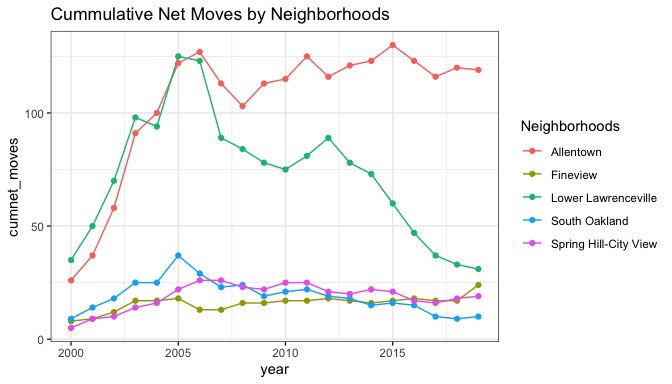 Cummulative Net Moves by Neighborhoods
cumnet_moves
100
50
0
2000
2005
2010
2015
year
Neighborhoods
Allentown
Fineview
Lower Lawrenceville
South Oakland
Spring Hill-City View